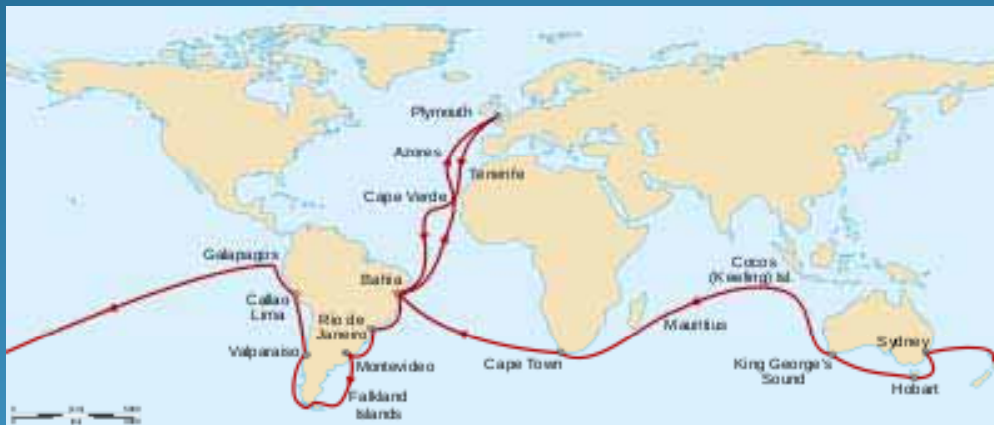 Plymouth
Azores
Tenerife
Cape Verde
Galapagos
Bahia
Cocos
(Keeling) Isl.
Callao
Lima
Rio de
Janeiro
Mauritius
Sydney
Valparaiso
Montevideo
Cape Town
King George's
Sound
Hobart
Falkland
Islands